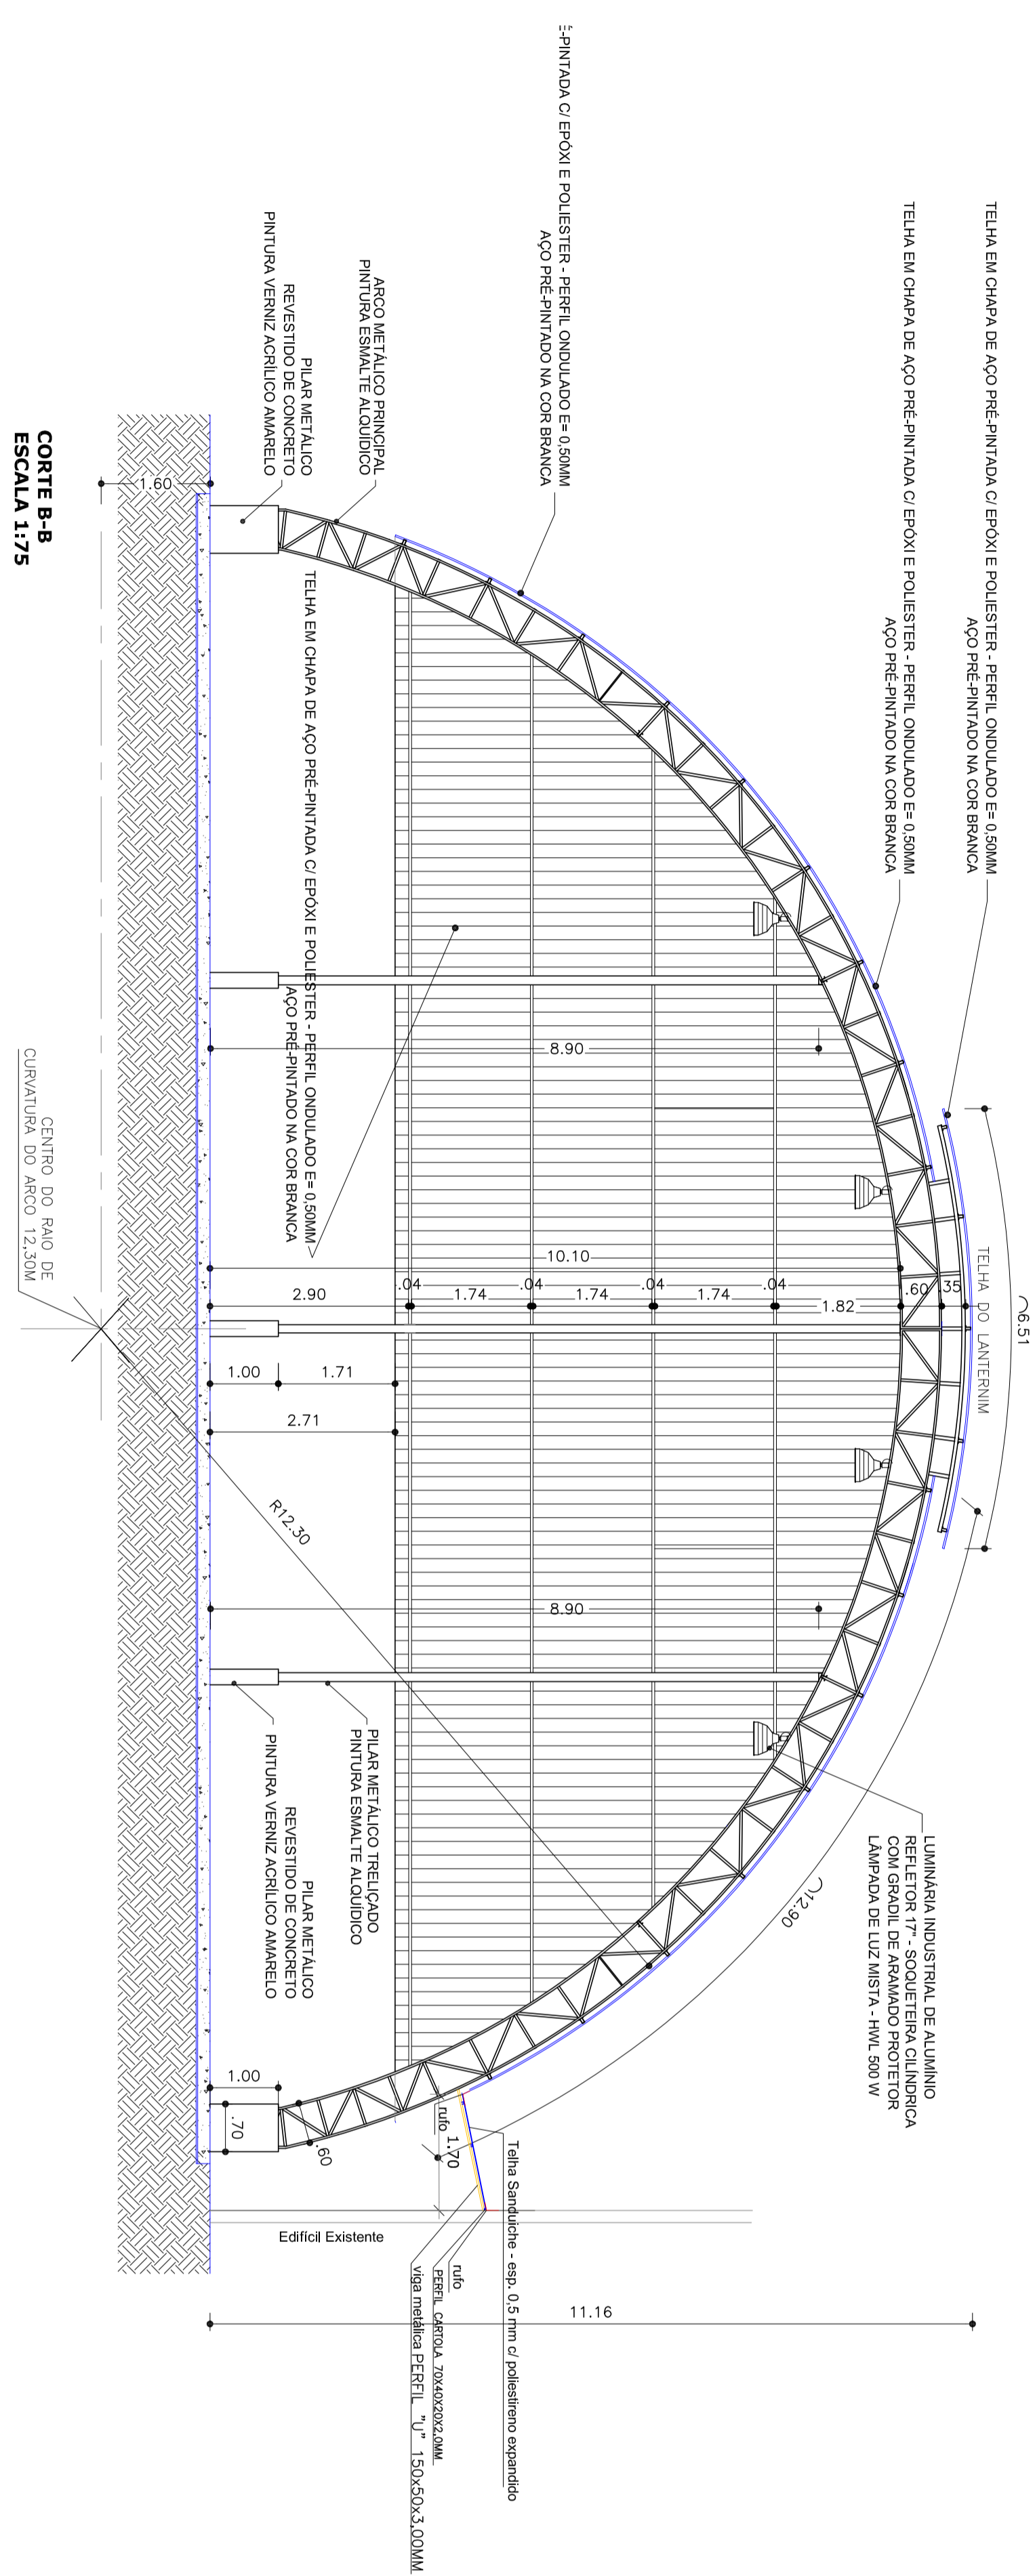 6.51
TELHA EM CHAPA DE AÇO PRÉ-PINTADA C/ EPÓXI E POLIESTER - PERFIL ONDULADO E= 0,50MM
AÇO PRÉ-PINTADO NA COR BRANCA
TELHA DO LANTERNIM
TELHA EM CHAPA DE AÇO PRÉ-PINTADA C/ EPÓXI E POLIESTER - PERFIL ONDULADO E= 0,50MM
AÇO PRÉ-PINTADO NA COR BRANCA
LUMINÁRIA INDUSTRIAL DE ALUMÍNIO
REFLETOR 17" - SOQUETEIRA CILÍNDRICA
COM GRADIL DE ARAMADO PROTETOR
LÂMPADA DE LUZ MISTA - HWL 500 W
12.90
-PINTADA C/ EPÓXI E POLIESTER - PERFIL ONDULADO E= 0,50MM
AÇO PRÉ-PINTADO NA COR BRANCA
.35
.60
1.82
.04
1.74
.04
1.74
.04
1.74
.04
2.90
10.10
8.90
8.90
11.16
Telha Sanduiche - esp. 0,5 mm c/ poliestireno expandido
rufo
PERFIL CARTOLA 70X40X20X2,0MM
viga metálica PERFIL "U" 150x50x3,00MM
rufo
1.70
Edifícil Existente
ARCO METÁLICO PRINCIPAL
PINTURA ESMALTE ALQUÍDICO
PILAR METÁLICO
REVESTIDO DE CONCRETO
PINTURA VERNIZ ACRÍLICO AMARELO
TELHA EM CHAPA DE AÇO PRÉ-PINTADA C/ EPÓXI E POLIESTER - PERFIL ONDULADO E= 0,50MM
AÇO PRÉ-PINTADO NA COR BRANCA
1.71
1.00
2.71
R12.30
PILAR METÁLICO TRELIÇADO
PINTURA ESMALTE ALQUÍDICO
PILAR METÁLICO
REVESTIDO DE CONCRETO
PINTURA VERNIZ ACRÍLICO AMARELO
.60
1.00
.70
1.60
CENTRO DO RAIO DE
CURVATURA DO ARCO 12,30M
CORTE B-B
ESCALA 1:75